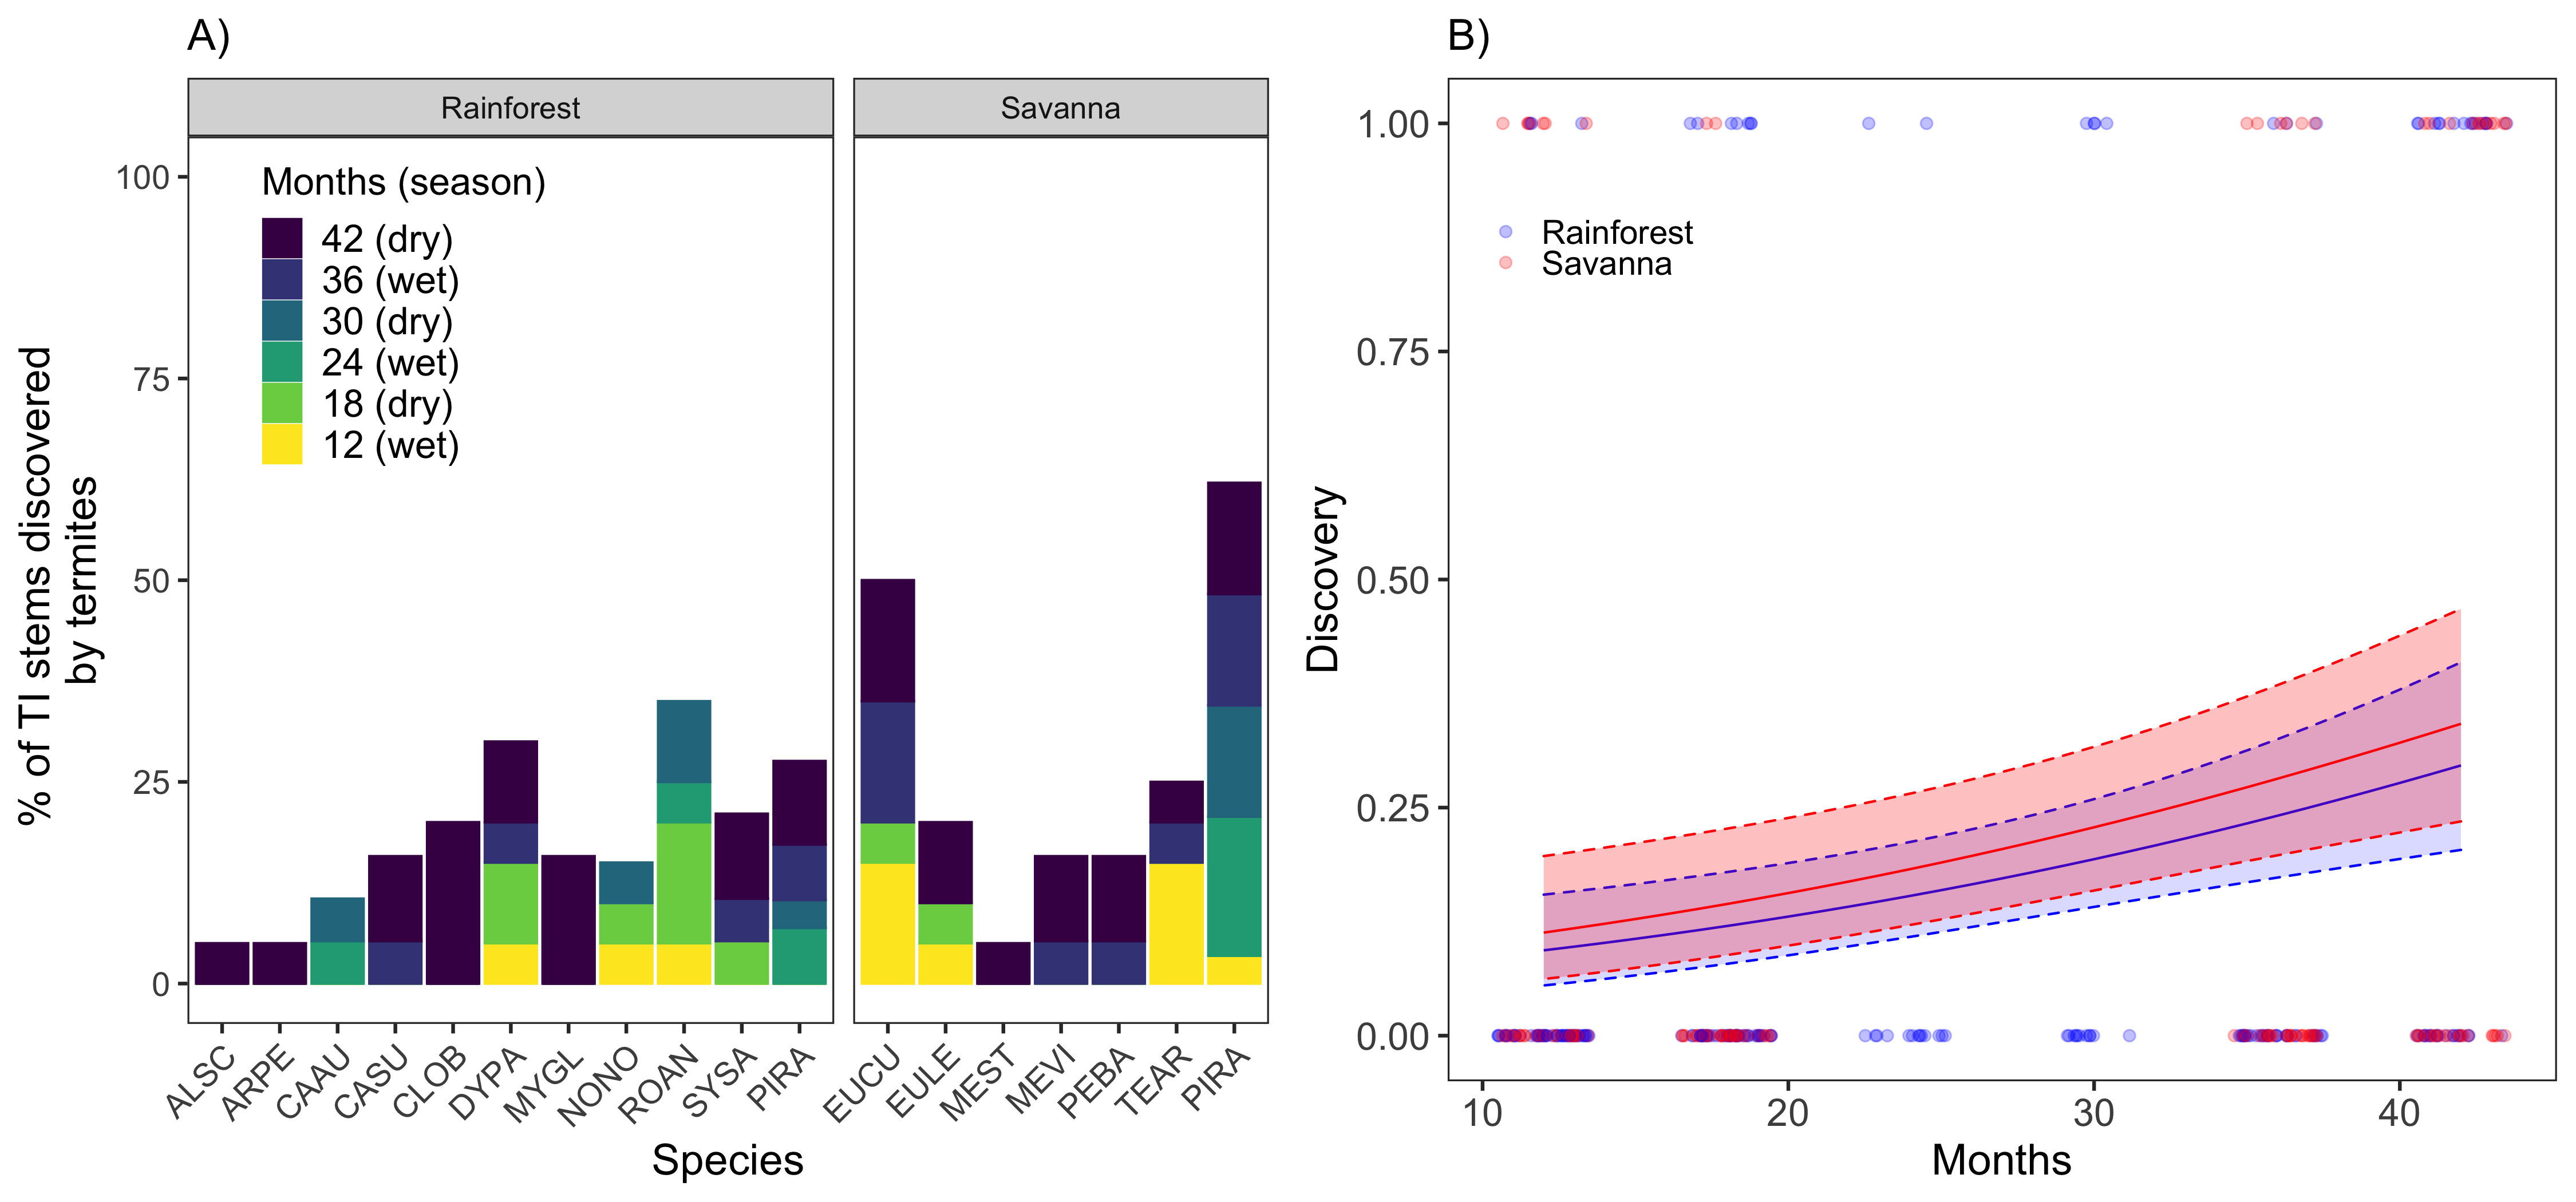 A)
Rainforest
Savanna
% of TI stems discovered
by termites
100
75
50
25
0
Months (season)
42 (dry)
36 (wet)
30 (dry)
24 (wet)
18 (dry)
12 (wet)
ALSC
ARPE
CAAU
CASU
CLOB
DYPA
MYGL
NONO
ROAN
SYSA
PIRA
EUCU
EULE
MEST
MEVI
PEBA
TEAR
PIRA
Species
B)
Discovery
1.00
0.75
0.50
0.25
0.00
Rainforest
Savanna
10
20
30
40
Months